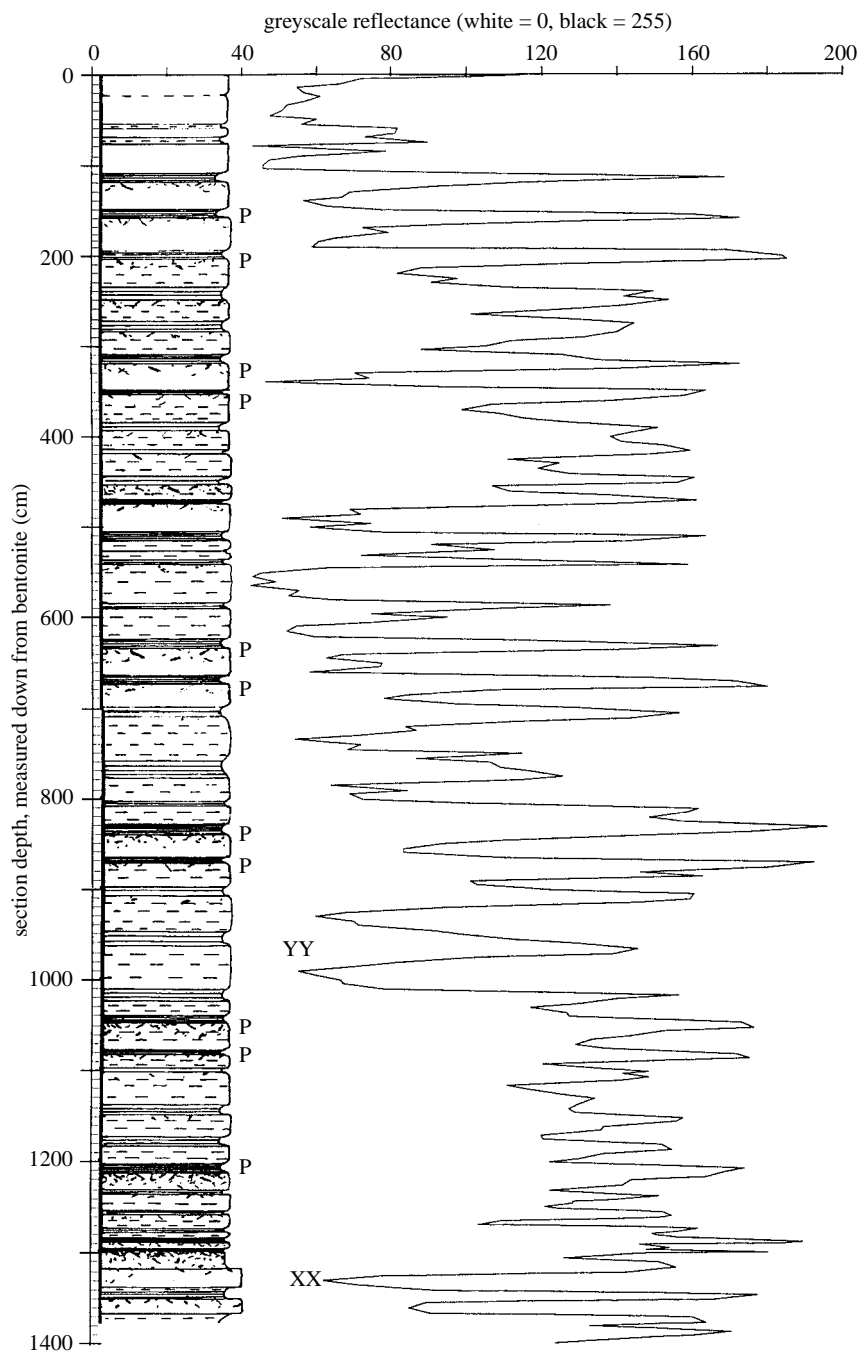 greyscale reflectance (white = 0, black = 255)
0 40 80 120 160 200
0
P
200
P
P
P
400
section depth, measured down from bentonite (cm)
600
P
P
800
P
P
YY
1000
P
P
1200
P
XX
1400